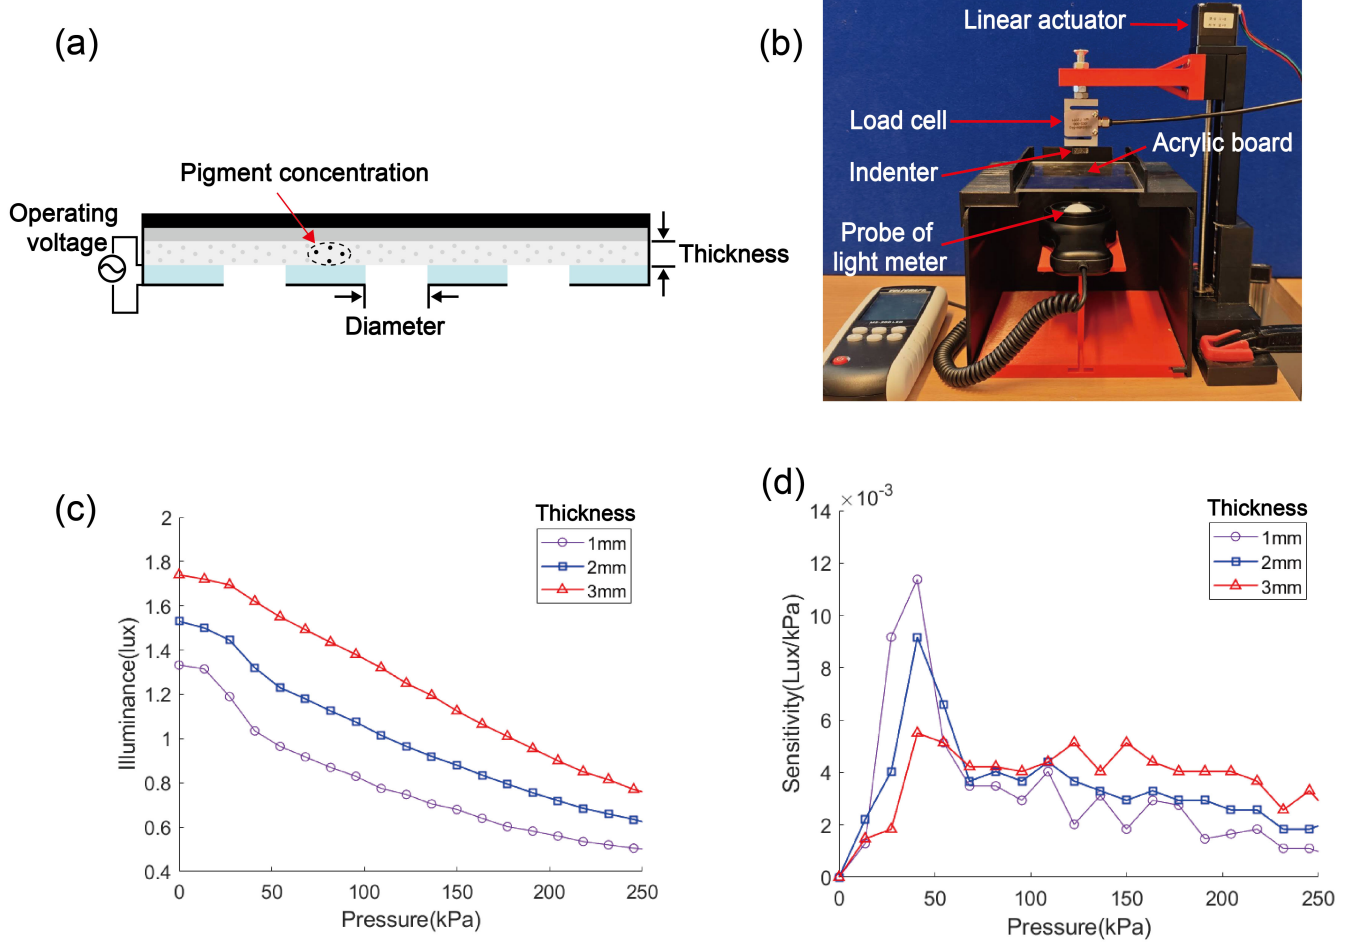 (a)
Pigment concentration
Operating
voltage
Thickness
Diameter
(b)
Linear actuator
Load cell
Acrylic board
Indenter
Probe of
light meter
(c)
Thickness
1mm
2mm
3mm
2
1.8
1.6
1.4
1.2
1
0.8
0.6
0.4
Illuminance(lux)
0 50 100 150 200 250
Pressure(kPa)
(d)
×10⁻³
Thickness
1mm
2mm
3mm
14
12
10
8
6
4
2
0
Sensitivity(Lux/kPa)
0 50 100 150 200 250
Pressure(kPa)